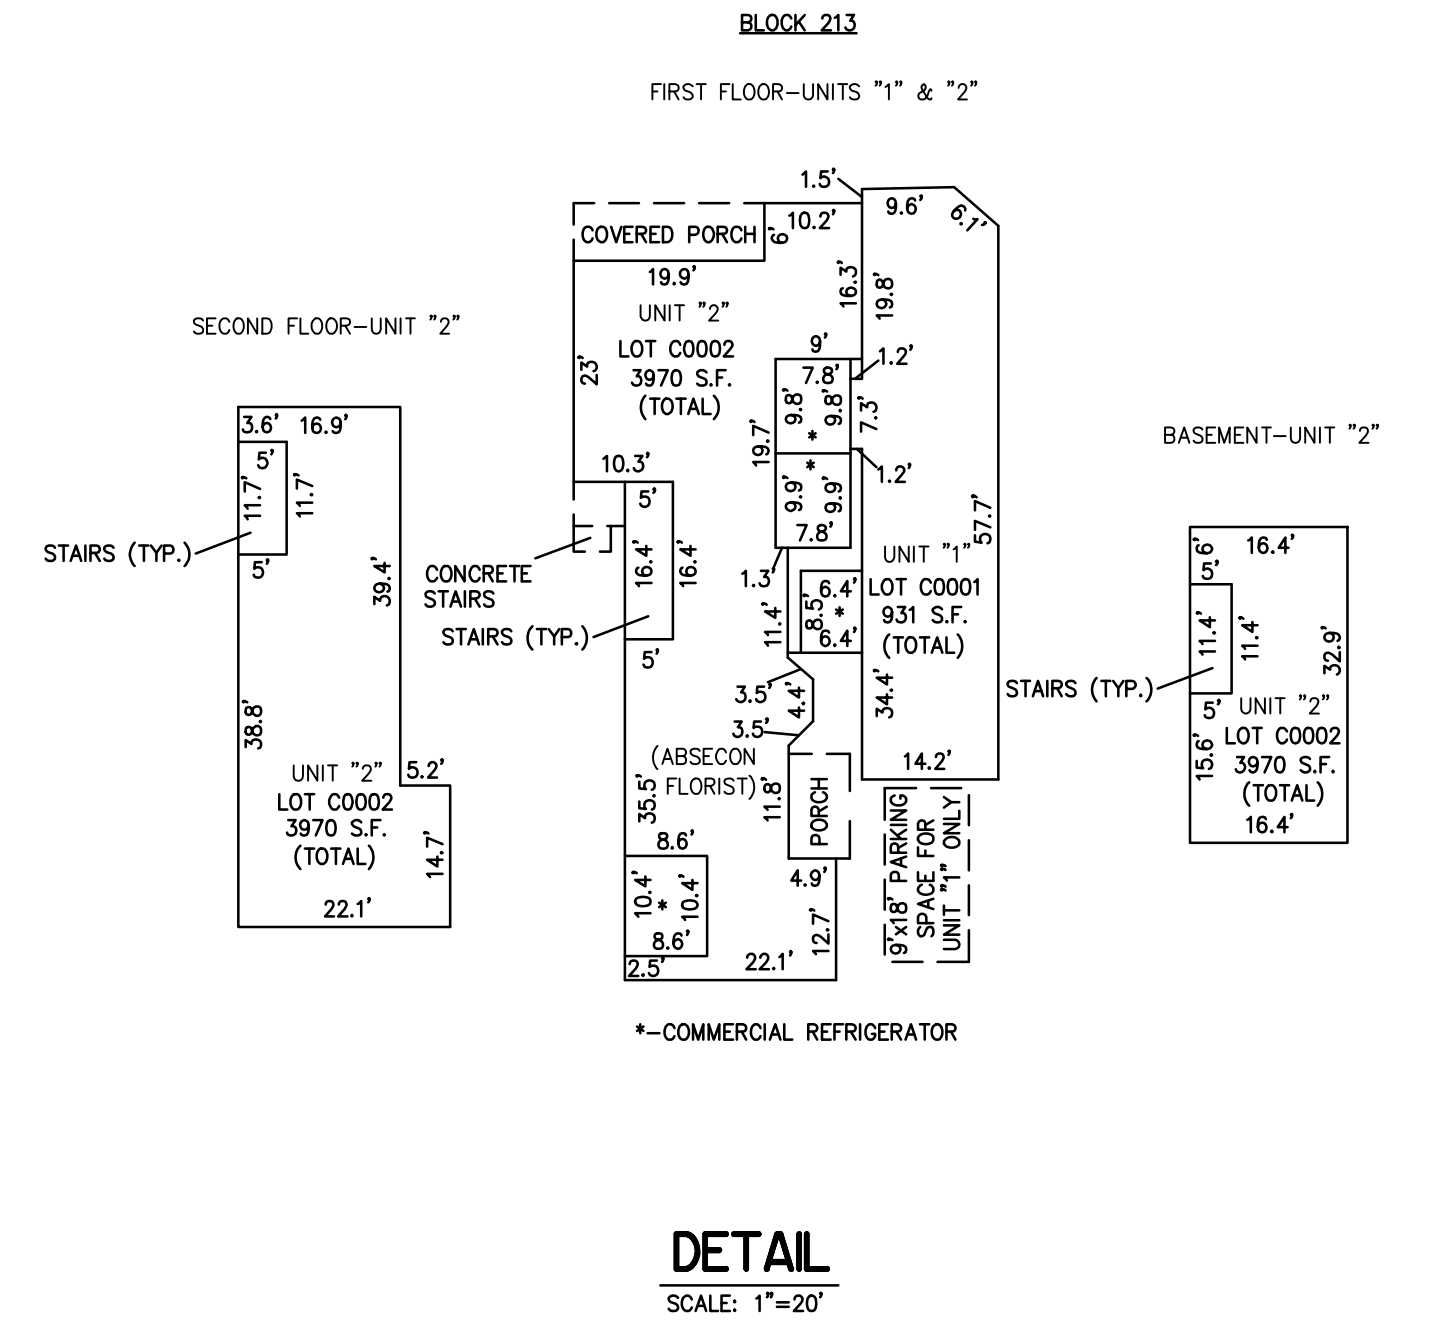 BLOCK 213
FIRST FLOOR-UNITS "1" & "2"
1.5'
9.6'
6.1'
10.2'
6'
COVERED PORCH
19.9'
16.3'
19.8'
UNIT "2"
LOT C0002
3970 S.F.
(TOTAL)
23'
9'
1.2'
7.8'
9.8'
9.8'
*
7.3'
19.7'
*
1.2'
9.9'
9.9'
7.8'
57.7'
10.3'
5'
16.4'
16.4'
CONCRETE
STAIRS
STAIRS (TYP.)
5'
1.3'
11.4'
UNIT "1"
LOT C0001
931 S.F.
(TOTAL)
6.4'
8.5'
*
6.4'
34.4'
3.5'
4.4'
3.5'
(ABSECON
FLORIST)
14.2'
35.5'
11.8'
PORCH
9'x18' PARKING
SPACE FOR
UNIT "1" ONLY
8.6'
10.4'
*
10.4'
8.6'
4.9'
12.7'
2.5'
22.1'
*-COMMERCIAL REFRIGERATOR
SECOND FLOOR-UNIT "2"
3.6'
16.9'
5'
11.7'
11.7'
STAIRS (TYP.)
5'
39.4'
38.8'
UNIT "2"
LOT C0002
3970 S.F.
(TOTAL)
5.2'
14.7'
22.1'
BASEMENT-UNIT "2"
6'
16.4'
5'
11.4'
11.4'
32.9'
STAIRS (TYP.)
5'
15.6'
UNIT "2"
LOT C0002
3970 S.F.
(TOTAL)
16.4'
DETAIL
SCALE: 1"=20'